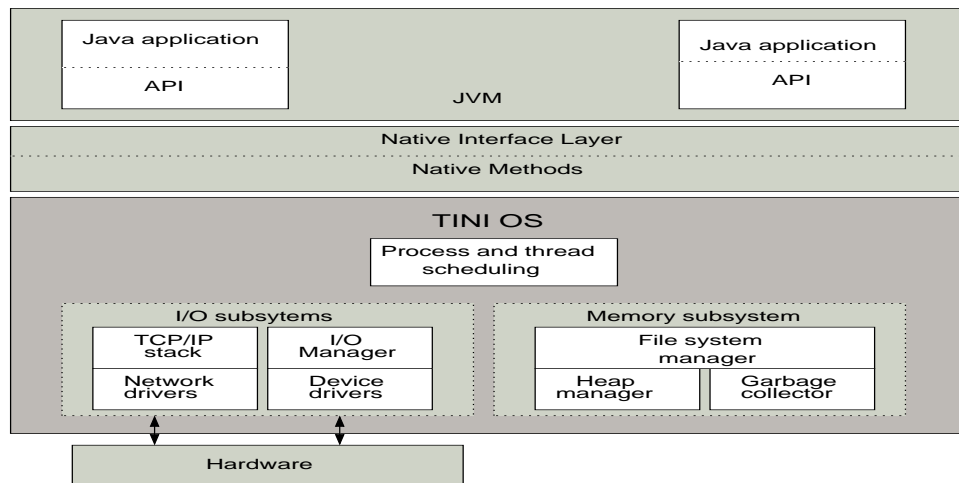 Java application
API
Java application
API
JVM
Native Interface Layer
Native Methods
TINI OS
Process and thread
scheduling
I/O subsytems
TCP/IP
stack
I/O
Manager
Network
drivers
Device
drivers
Memory subsystem
File system
manager
Heap
manager
Garbage
collector
Hardware